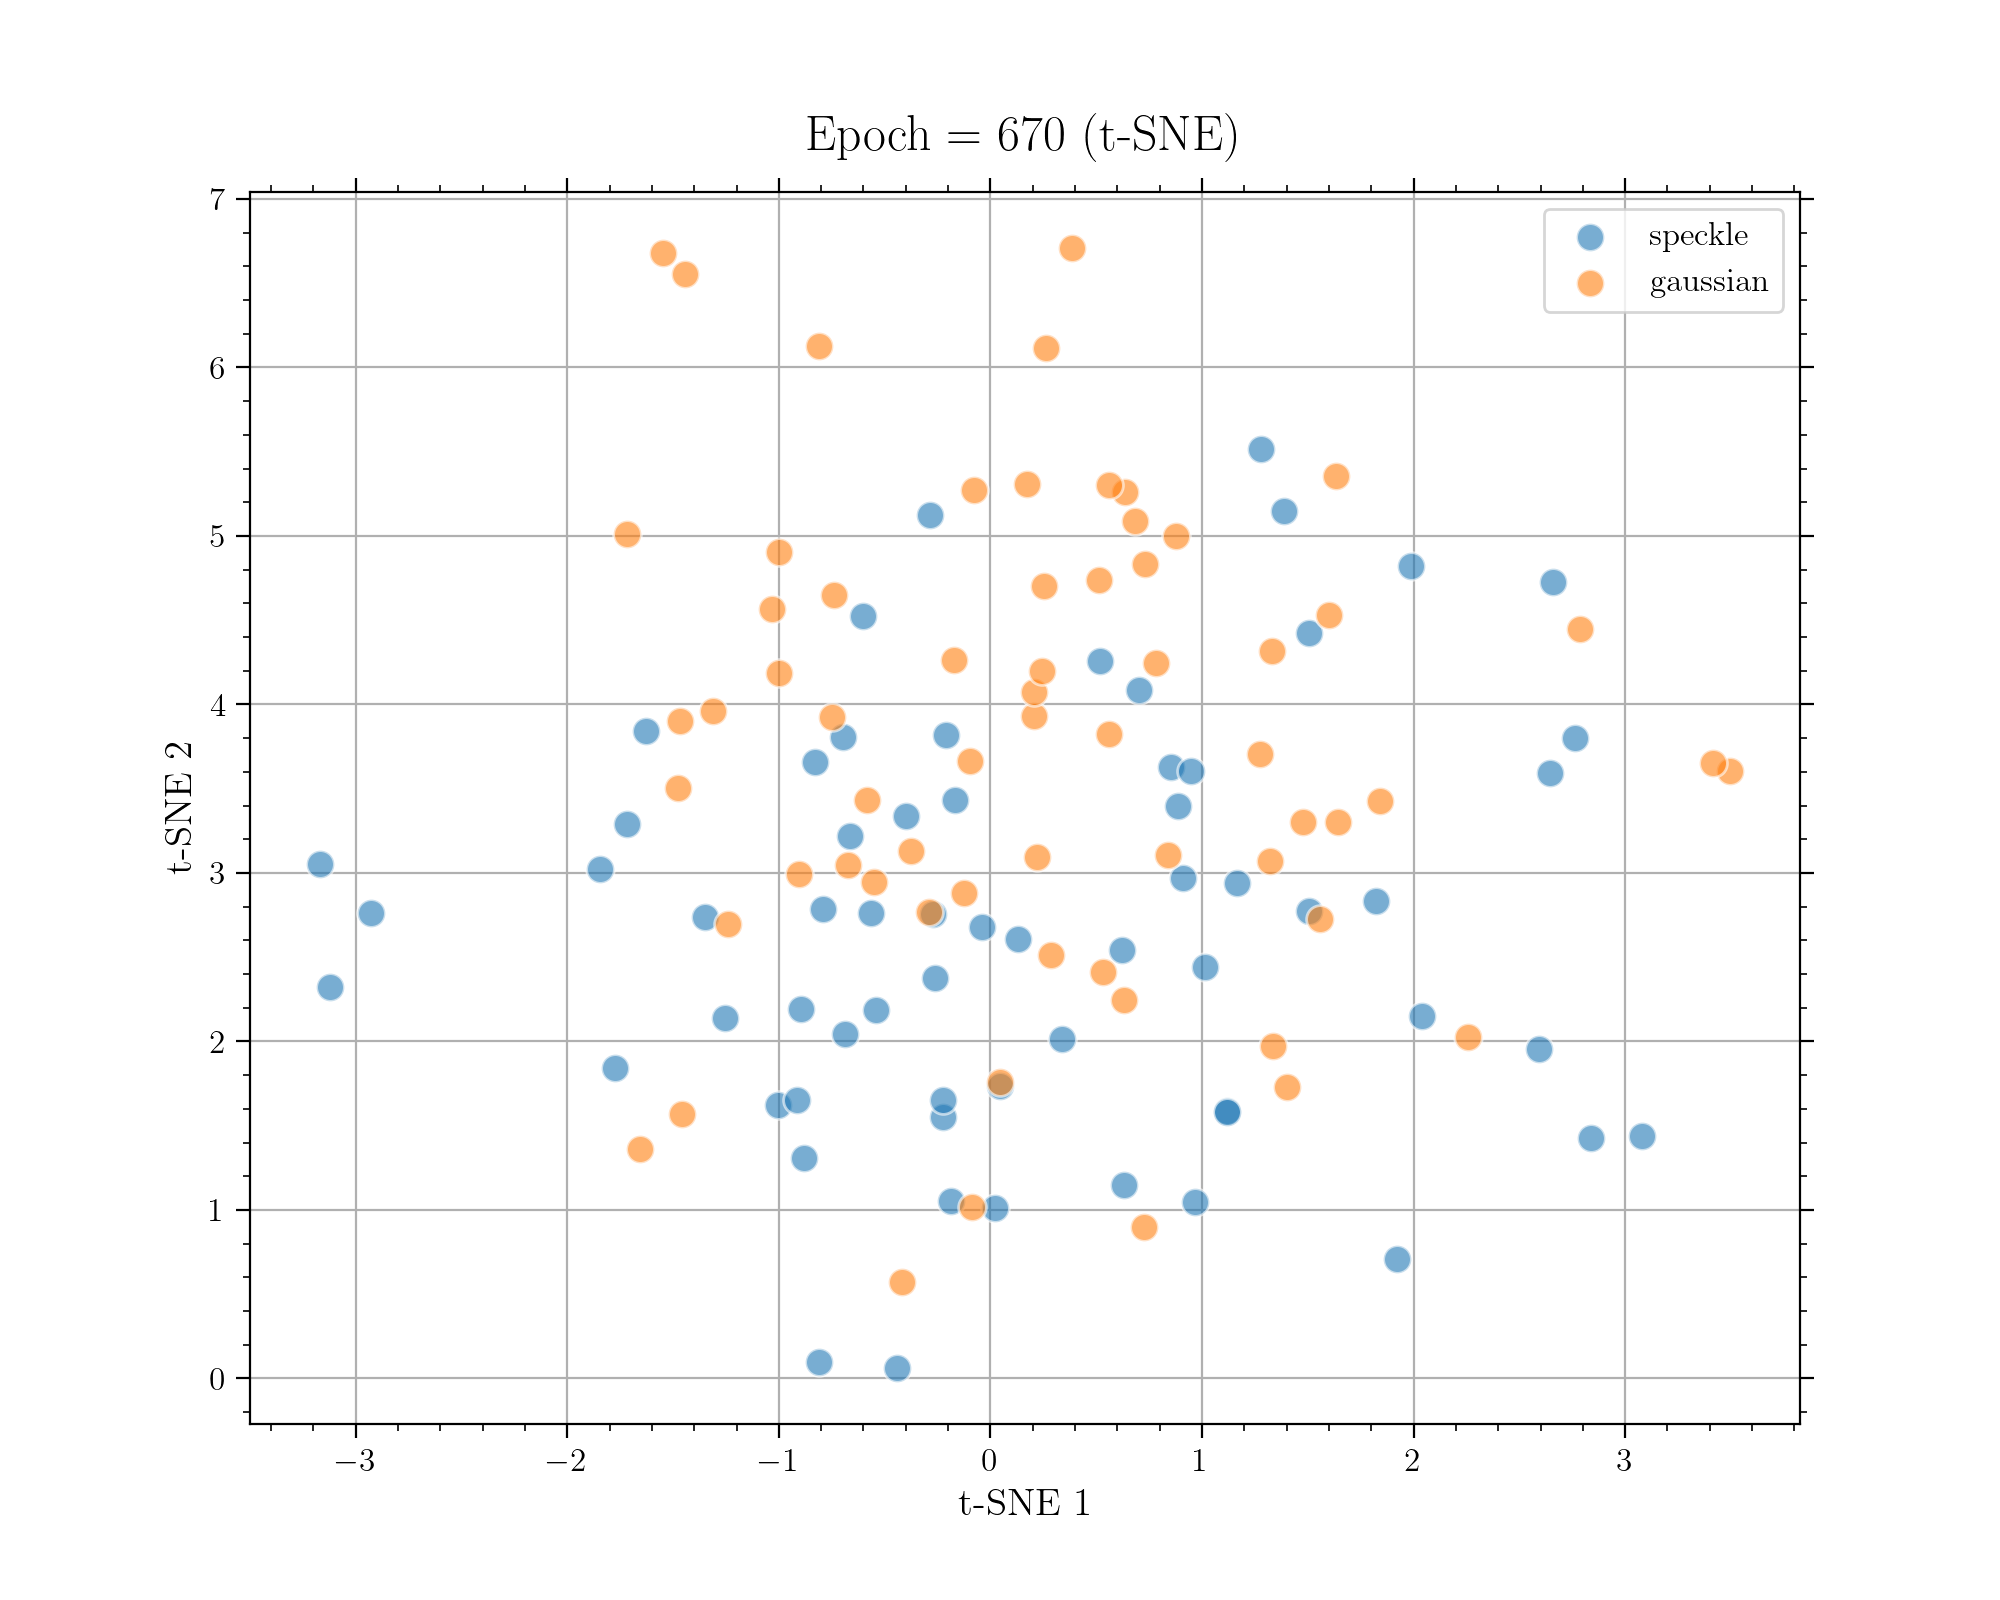 Epoch = 670 (t-SNE)
speckle
gaussian
7
6
5
4
3
2
1
0
t-SNE 2
−3 −2 −1 0 1 2 3
t-SNE 1